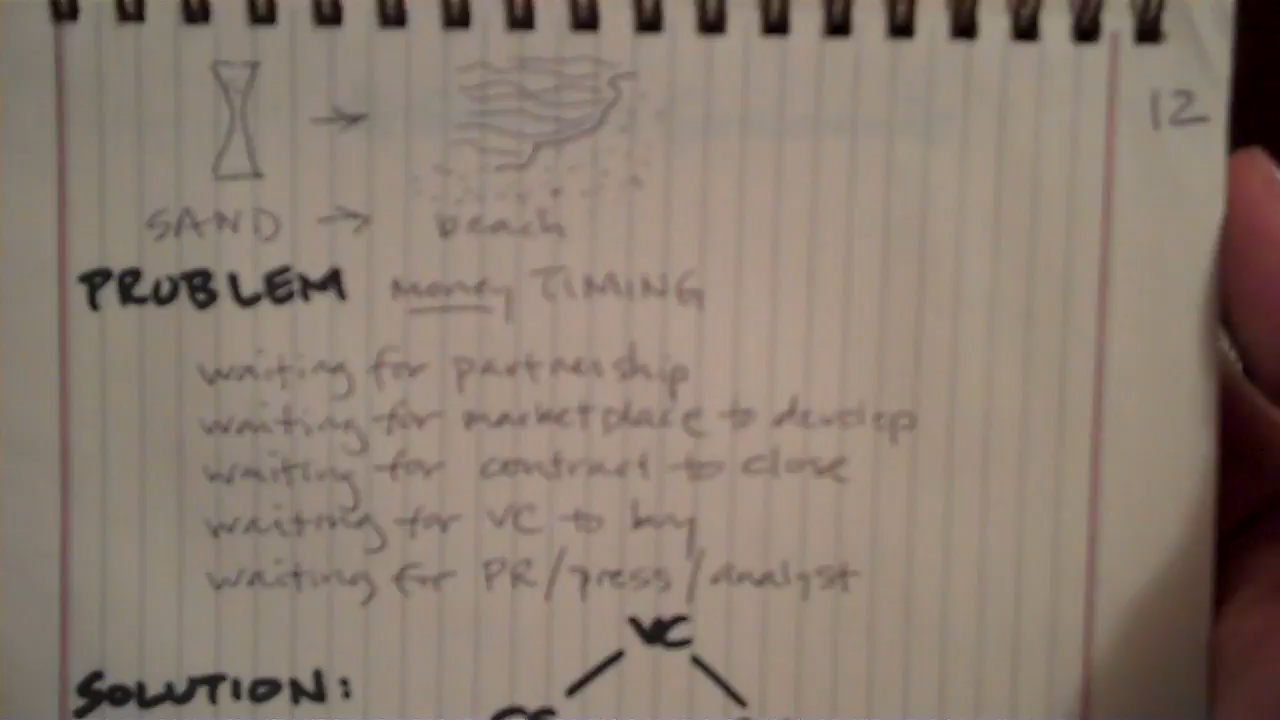 12
SAND → beach
PROBLEM money TIMING
waiting for partnership
waiting for marketplace to develop
waiting for contract to close
waiting for VC to buy
waiting for PR/press/analyst
VC
SOLUTION: